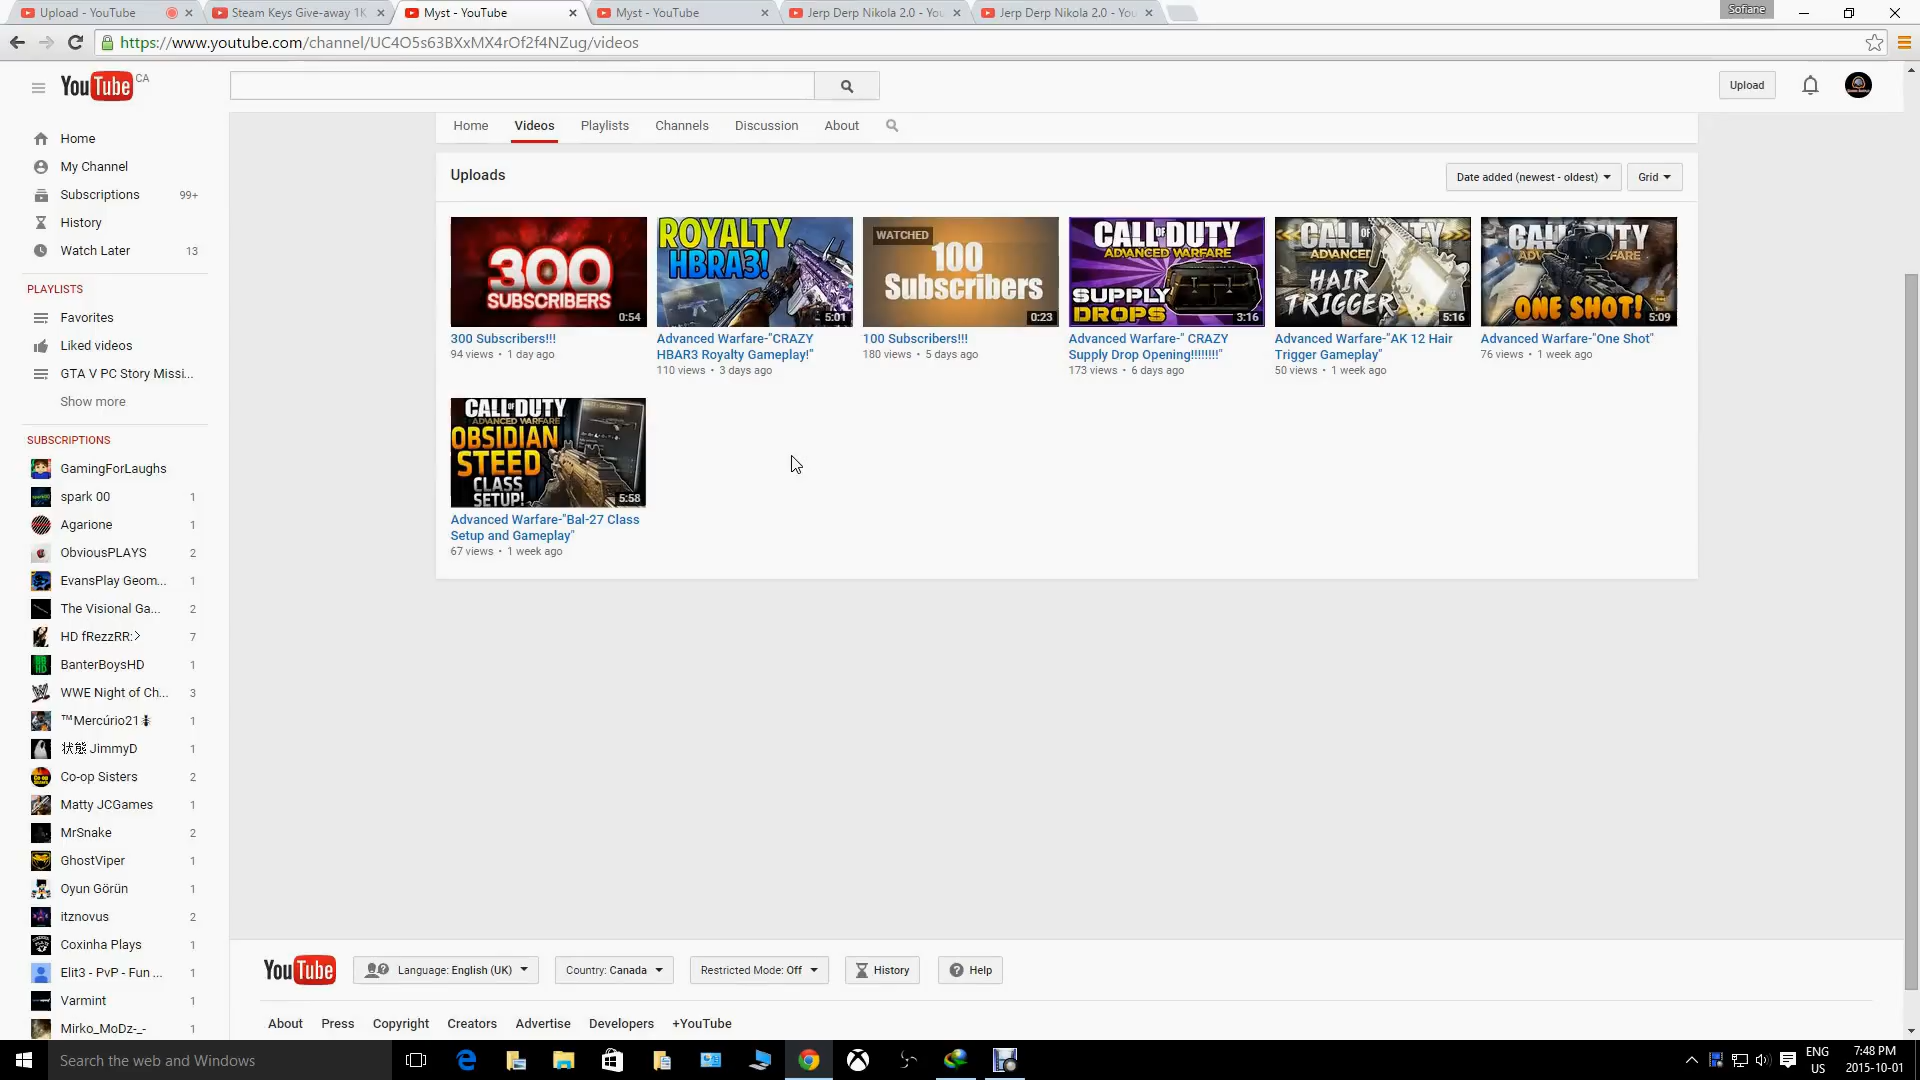 Upload - YouTube
Steam Keys Give-away 1K
Myst - YouTube
Myst - YouTube
Jerp Derp Nikola 2.0 - You
Jerp Derp Nikola 2.0 - You
Sofiane
https://www.youtube.com/channel/UC4O5s63BXxMX4rOf2f4NZug/videos
YouTube CA
Upload
Home
My Channel
Subscriptions 99+
History
Watch Later 13
PLAYLISTS
Favorites
Liked videos
GTA V PC Story Missi...
Show more
SUBSCRIPTIONS
GamingForLaughs
spark 00 1
Agarione 1
ObviousPLAYS 2
EvansPlay Geom... 1
The Visional Ga... 2
HD fRezzRR:> 7
BanterBoysHD 1
WWE Night of Ch... 3
™Mercúrio21 1
状態 JimmyD 1
Co-op Sisters 2
Matty JCGames 1
MrSnake 2
GhostViper 1
Oyun Görün 1
itznovus 2
Coxinha Plays 1
Elit3 - PvP - Fun ... 1
Varmint 1
Mirko_MoDz-_- 1
Home Videos Playlists Channels Discussion About
Uploads
Date added (newest - oldest)
Grid
300
SUBSCRIBERS
0:54
300 Subscribers!!!
94 views • 1 day ago
ROYALTY
HBRA3!
5:01
Advanced Warfare-"CRAZY
HBAR3 Royalty Gameplay!"
110 views • 3 days ago
WATCHED
100
Subscribers
0:23
100 Subscribers!!!
180 views • 5 days ago
CALL OF DUTY
ADVANCED WARFARE
SUPPLY
DROPS
3:16
Advanced Warfare-" CRAZY
Supply Drop Opening!!!!!!!!"
173 views • 6 days ago
CALL OF DUTY
ADVANCED
HAIR
TRIGGER
5:16
Advanced Warfare-"AK 12 Hair
Trigger Gameplay"
50 views • 1 week ago
CALL OF DUTY
ONE SHOT!
5:09
Advanced Warfare-"One Shot"
76 views • 1 week ago
CALL OF DUTY
ADVANCED WARFARE
OBSIDIAN
STEED
CLASS
SETUP!
5:58
Advanced Warfare-"Bal-27 Class
Setup and Gameplay"
67 views • 1 week ago
YouTube
Language: English (UK)
Country: Canada
Restricted Mode: Off
History
Help
About Press Copyright Creators Advertise Developers +YouTube
Search the web and Windows
ENG
US
7:48 PM
2015-10-01